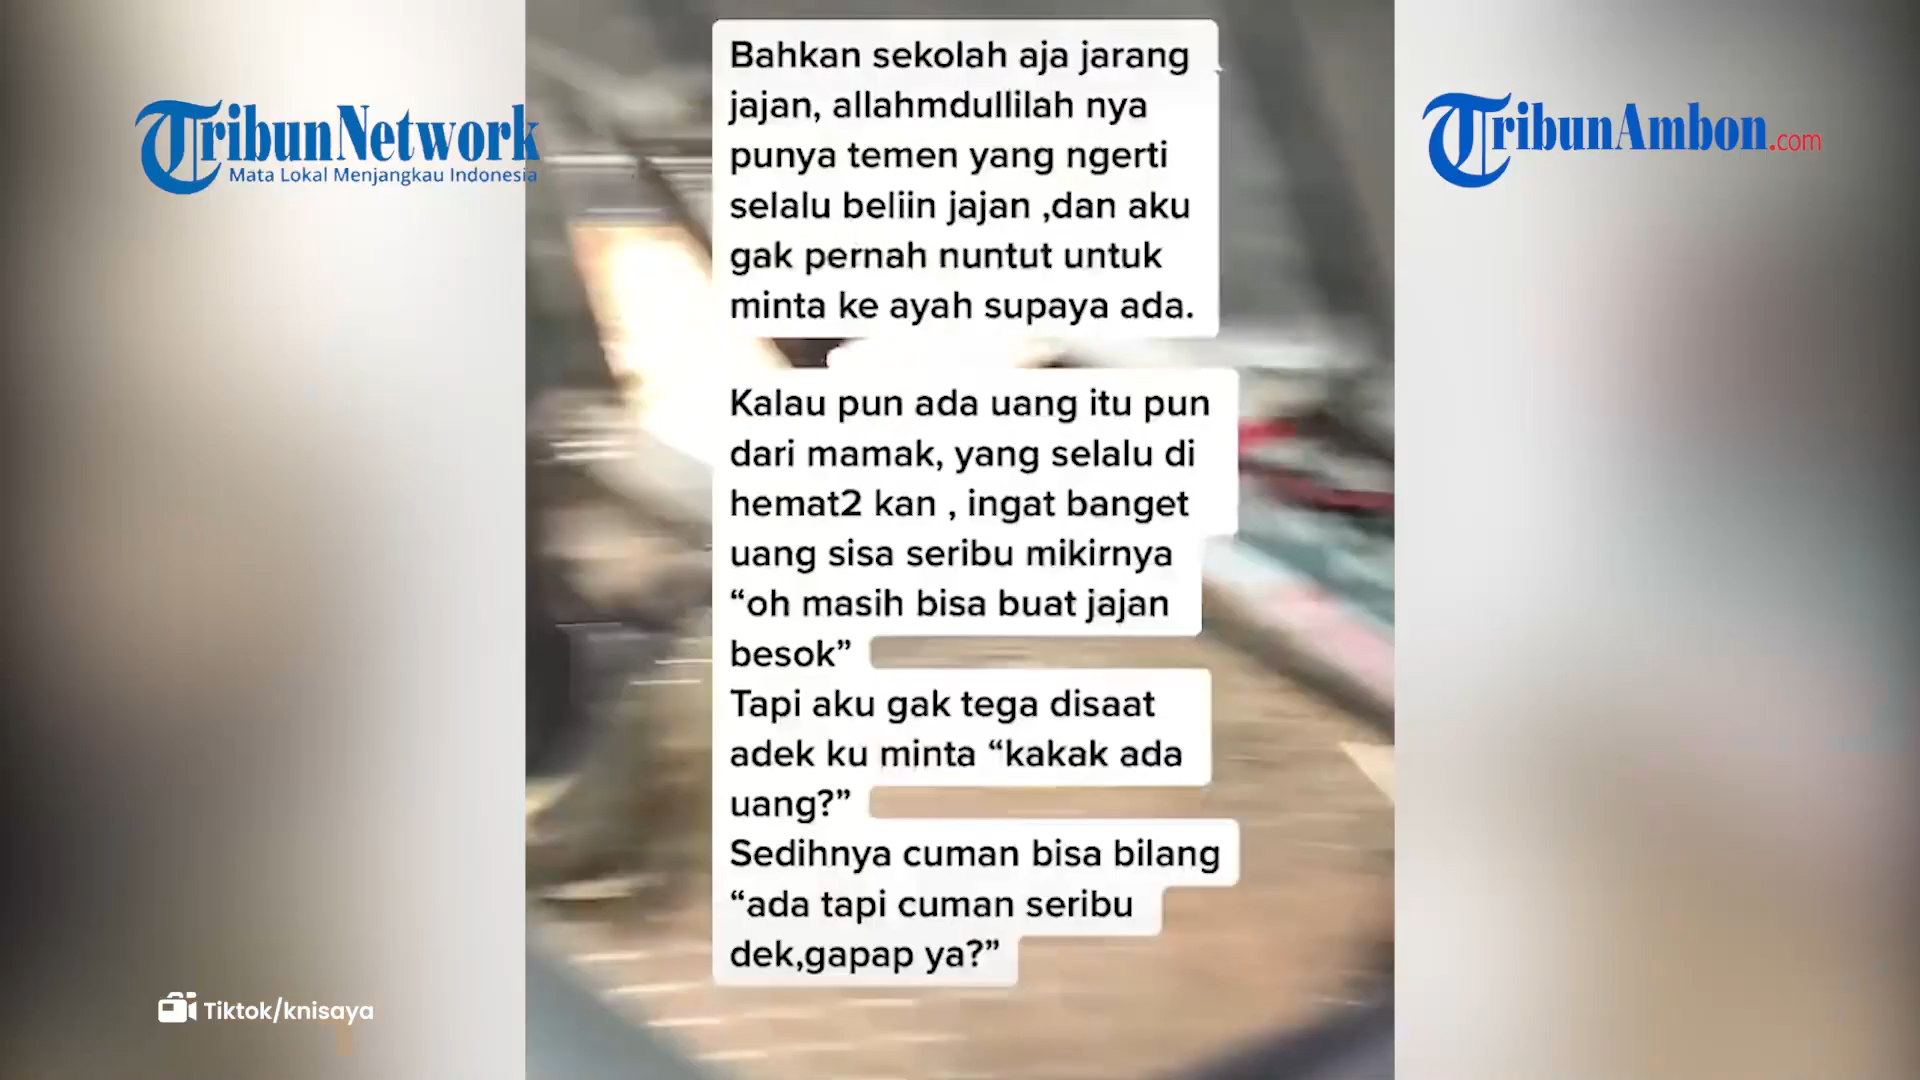 TribunNetwork
Mata Lokal Menjangkau Indonesia
TribunAmbon.com
Bahkan sekolah aja jarang
jajan, allahmdullilah nya
punya temen yang ngerti
selalu beliin jajan ,dan aku
gak pernah nuntut untuk
minta ke ayah supaya ada.
Kalau pun ada uang itu pun
dari mamak, yang selalu di
hemat2 kan , ingat banget
uang sisa seribu mikirnya
“oh masih bisa buat jajan
besok”
Tapi aku gak tega disaat
adek ku minta “kakak ada
uang?”
Sedihnya cuman bisa bilang
“ada tapi cuman seribu
dek,gapap ya?”
Tiktok/knisaya